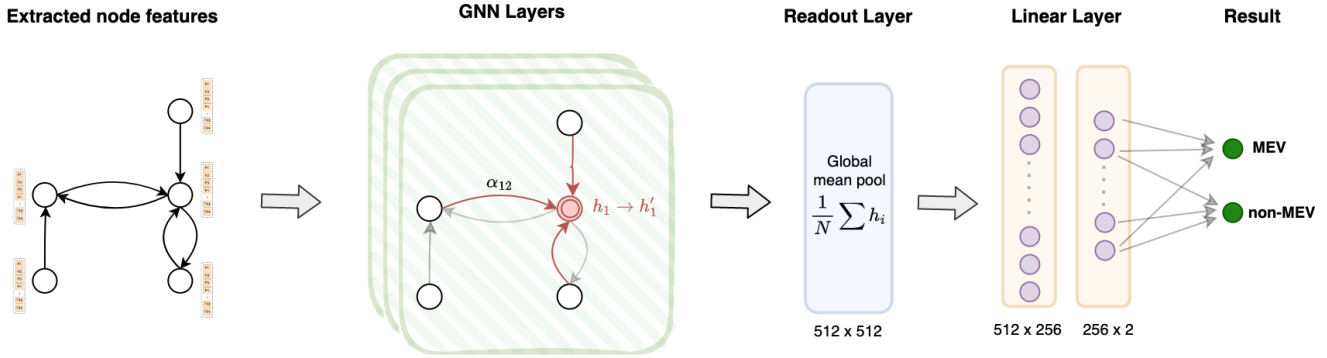 Extracted node features
GNN Layers
Readout Layer
Linear Layer
Result
α₁₂
h₁ → h′₁
Global
mean pool
1/N ∑ hᵢ
MEV
non-MEV
512 x 512
512 x 256
256 x 2